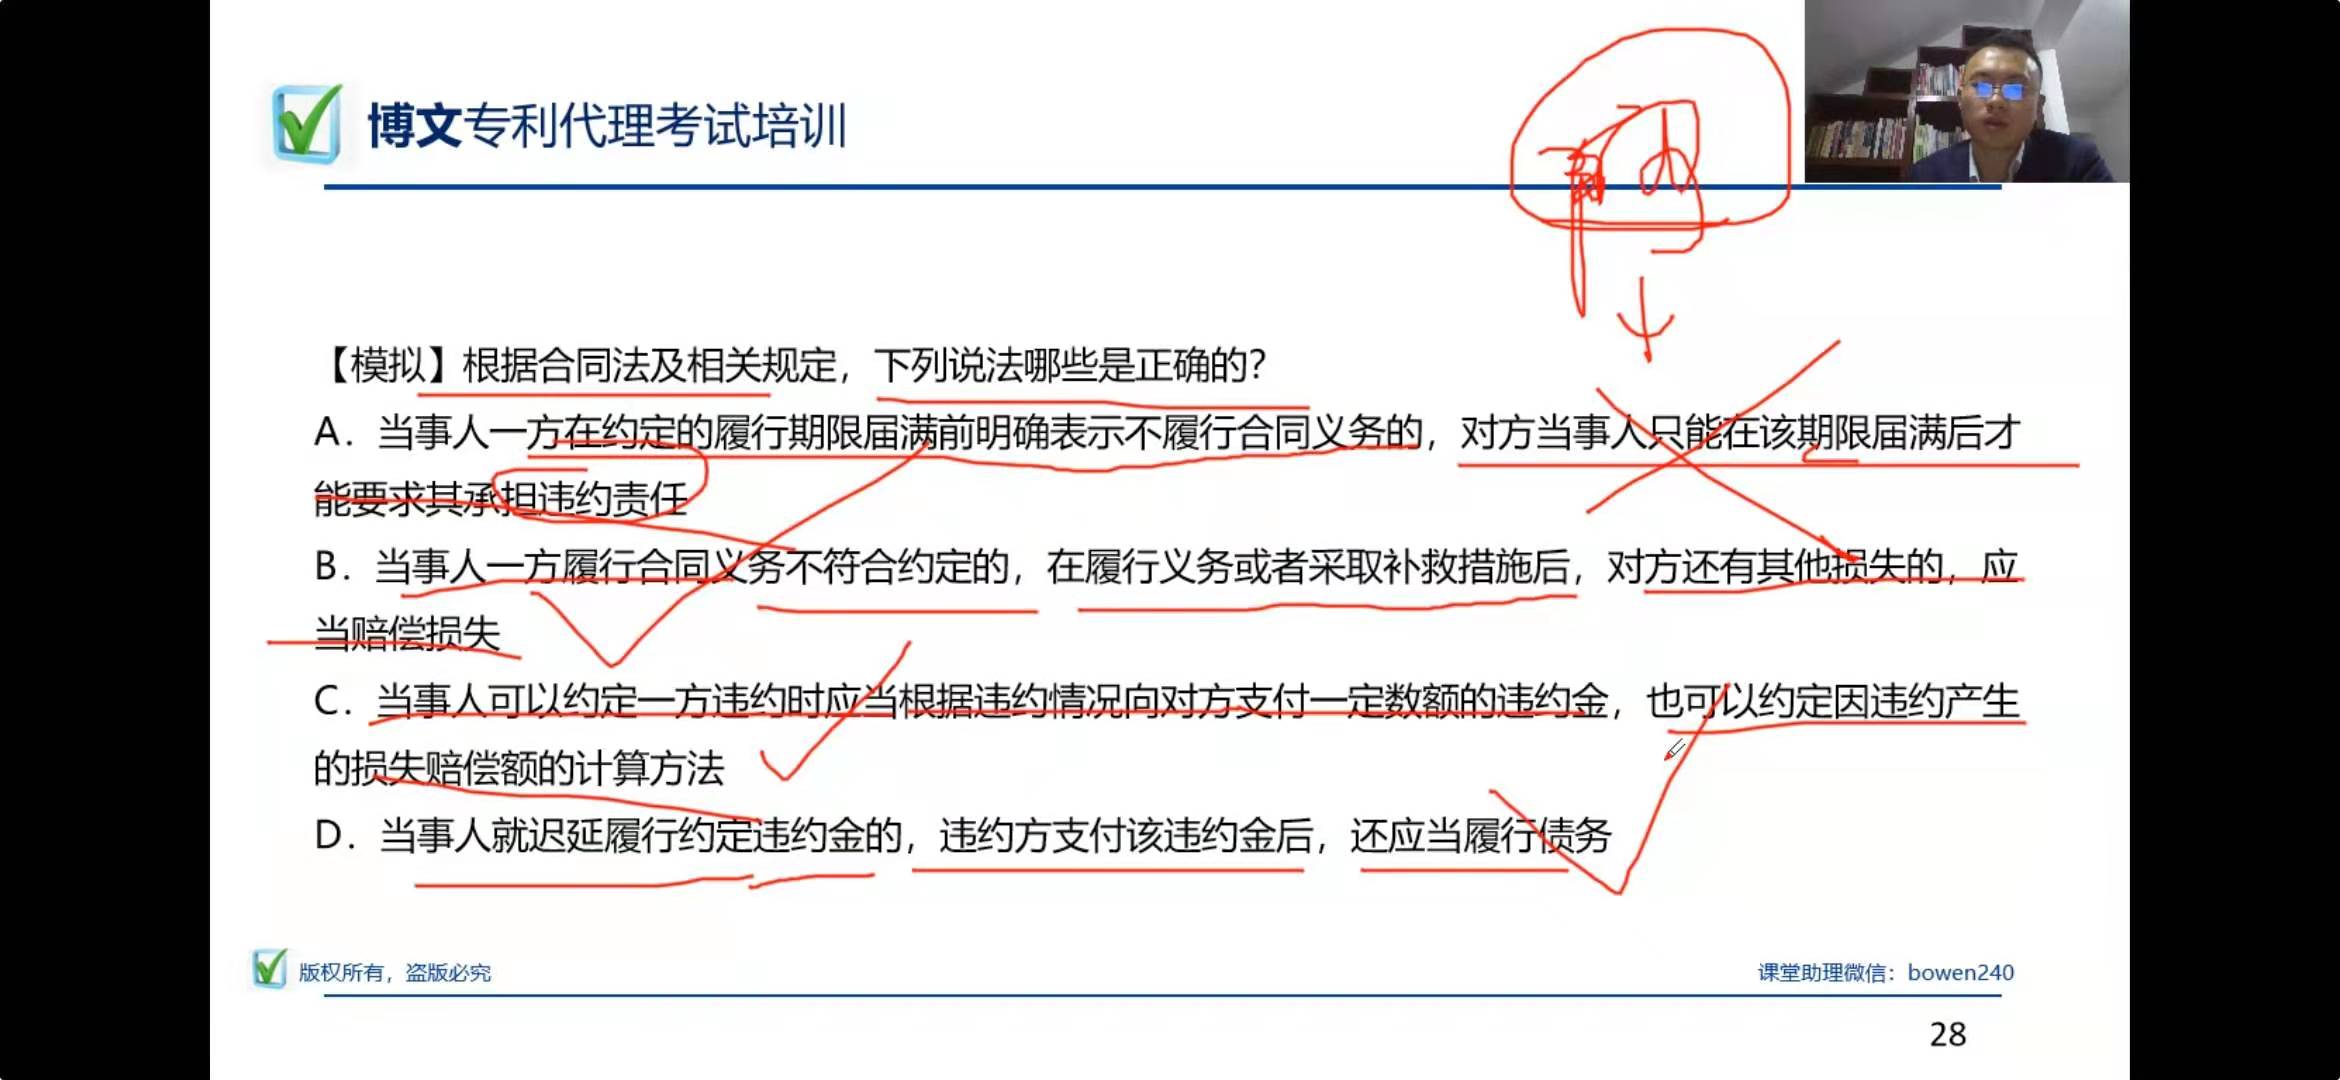 博文专利代理考试培训
【模拟】根据合同法及相关规定，下列说法哪些是正确的？
A．当事人一方在约定的履行期限届满前明确表示不履行合同义务的，对方当事人只能在该期限届满后才
能要求其承担违约责任
B．当事人一方履行合同义务不符合约定的，在履行义务或者采取补救措施后，对方还有其他损失的，应
当赔偿损失
C．当事人可以约定一方违约时应当根据违约情况向对方支付一定数额的违约金，也可以约定因违约产生
的损失赔偿额的计算方法
D．当事人就迟延履行约定违约金的，违约方支付该违约金后，还应当履行债务
版权所有，盗版必究
课堂助理微信：bowen240
28